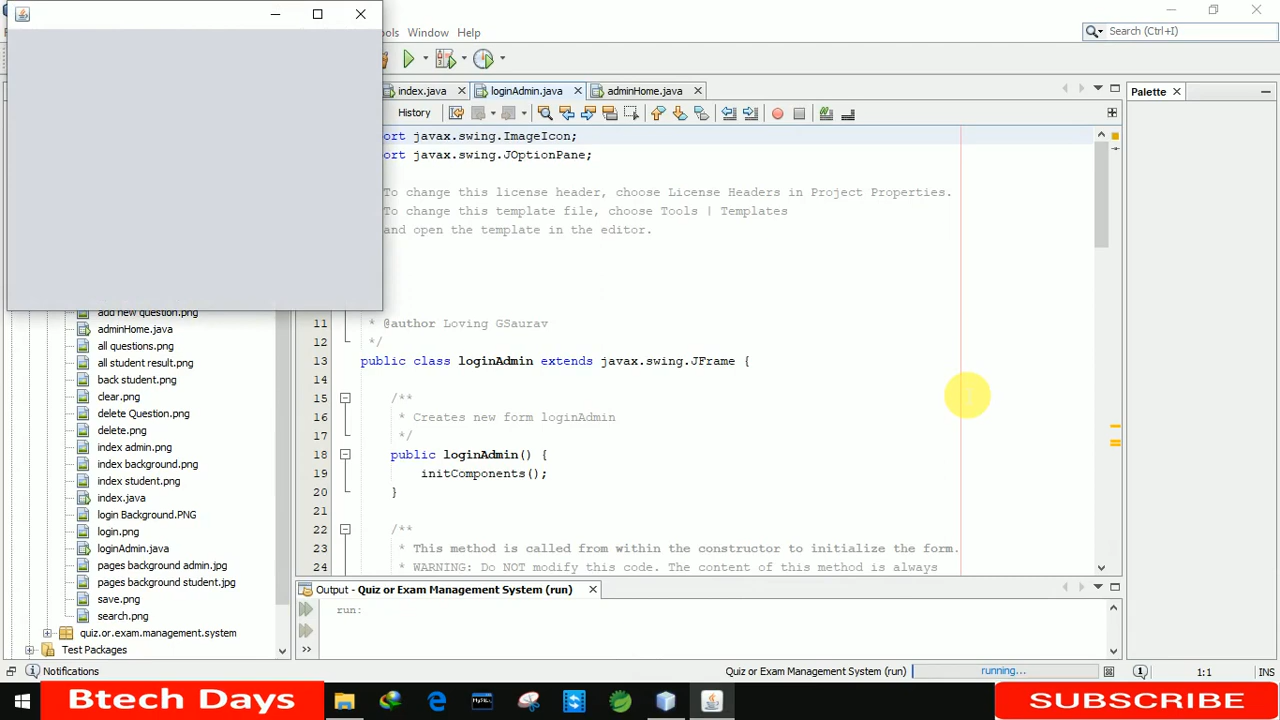 ols Window Help
Search (Ctrl+I)
index.java loginAdmin.java adminHome.java
Palette
History
ort javax.swing.ImageIcon;
ort javax.swing.JOptionPane;
To change this license header, choose License Headers in Project Properties.
To change this template file, choose Tools | Templates
and open the template in the editor.
11 * @author Loving GSaurav
12 */
13 public class loginAdmin extends javax.swing.JFrame {
14
15 /**
16 * Creates new form loginAdmin
17 */
18 public loginAdmin() {
19 initComponents();
20 }
21
22 /**
23 * This method is called from within the constructor to initialize the form.
24 * WARNING: Do NOT modify this code. The content of this method is always
add new question.png
adminHome.java
all questions.png
all student result.png
back student.png
clear.png
delete Question.png
delete.png
index admin.png
index background.png
index student.png
index.java
login Background.PNG
login.png
loginAdmin.java
pages background admin.jpg
pages background student.jpg
save.png
search.png
quiz.or.exam.management.system
Test Packages
Output - Quiz or Exam Management System (run)
run:
Notifications
Quiz or Exam Management System (run) running... 1:1 INS
Btech Days
SUBSCRIBE